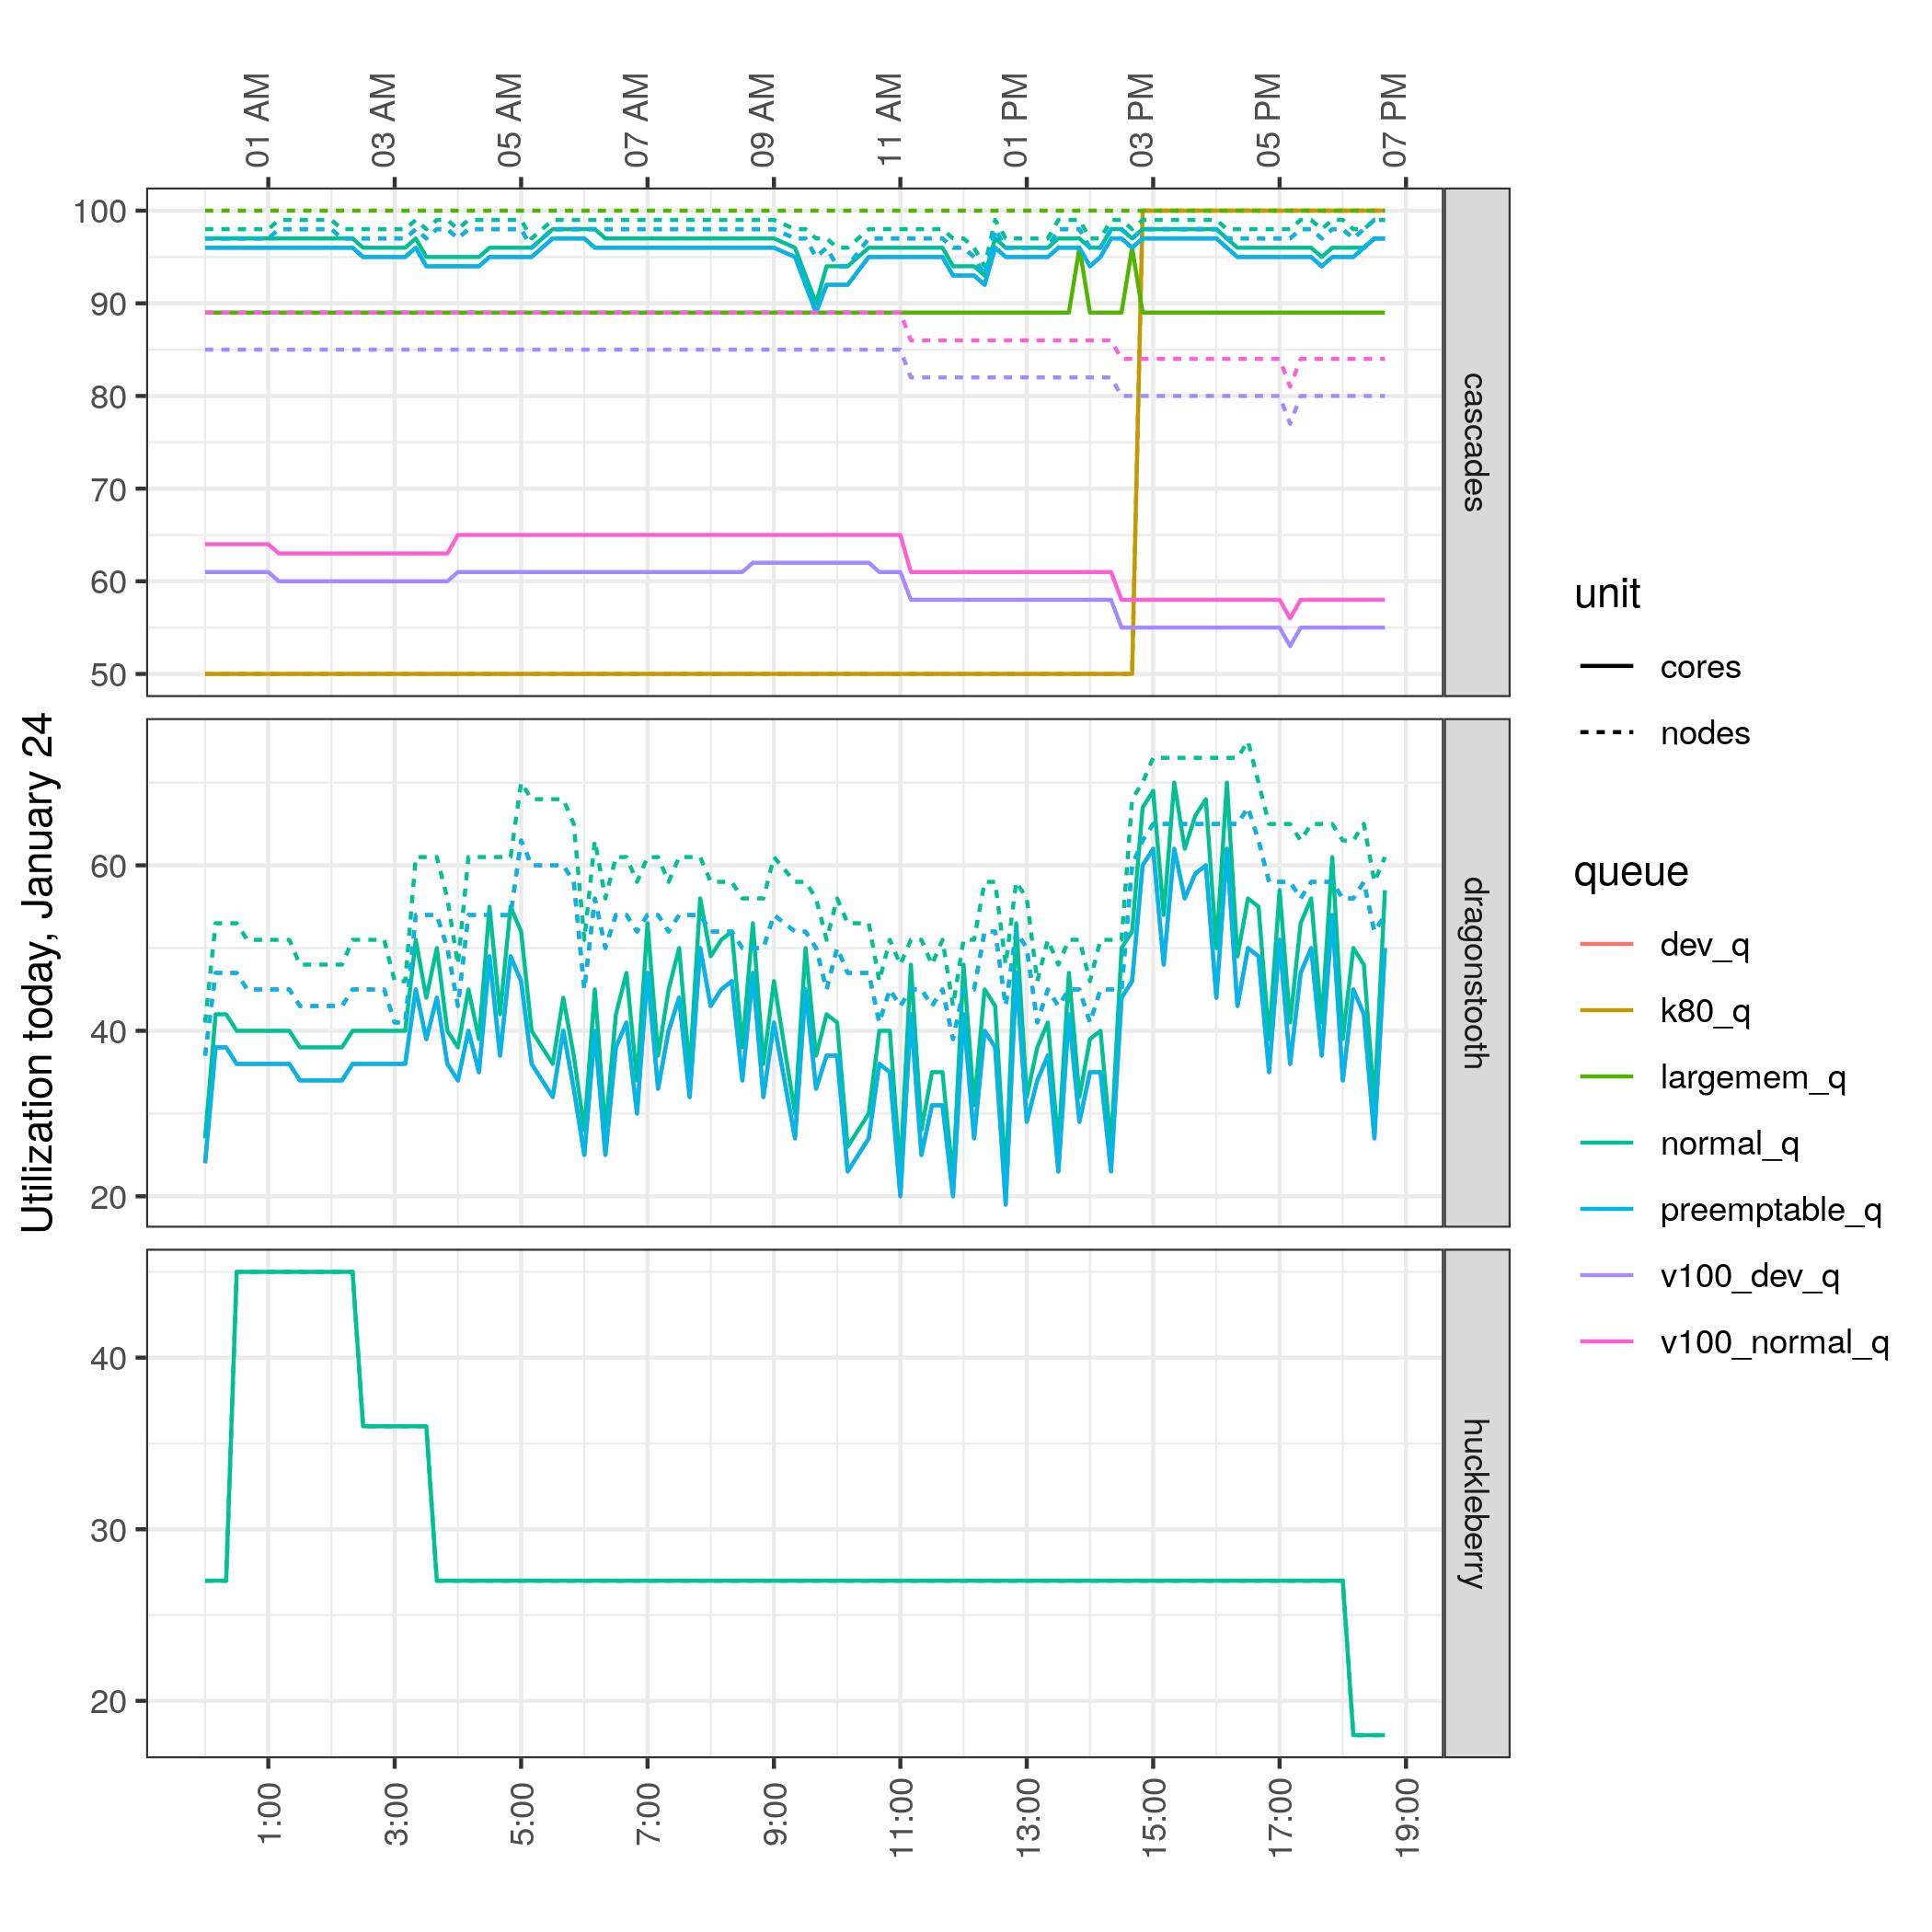 01 AM
03 AM
05 AM
07 AM
09 AM
11 AM
01 PM
03 PM
05 PM
07 PM
Utilization today, January 24
100
90
80
70
60
50
cascades
60
40
20
dragonstooth
40
30
20
huckleberry
1:00
3:00
5:00
7:00
9:00
11:00
13:00
15:00
17:00
19:00
unit
cores
nodes
queue
dev_q
k80_q
largemem_q
normal_q
preemptable_q
v100_dev_q
v100_normal_q